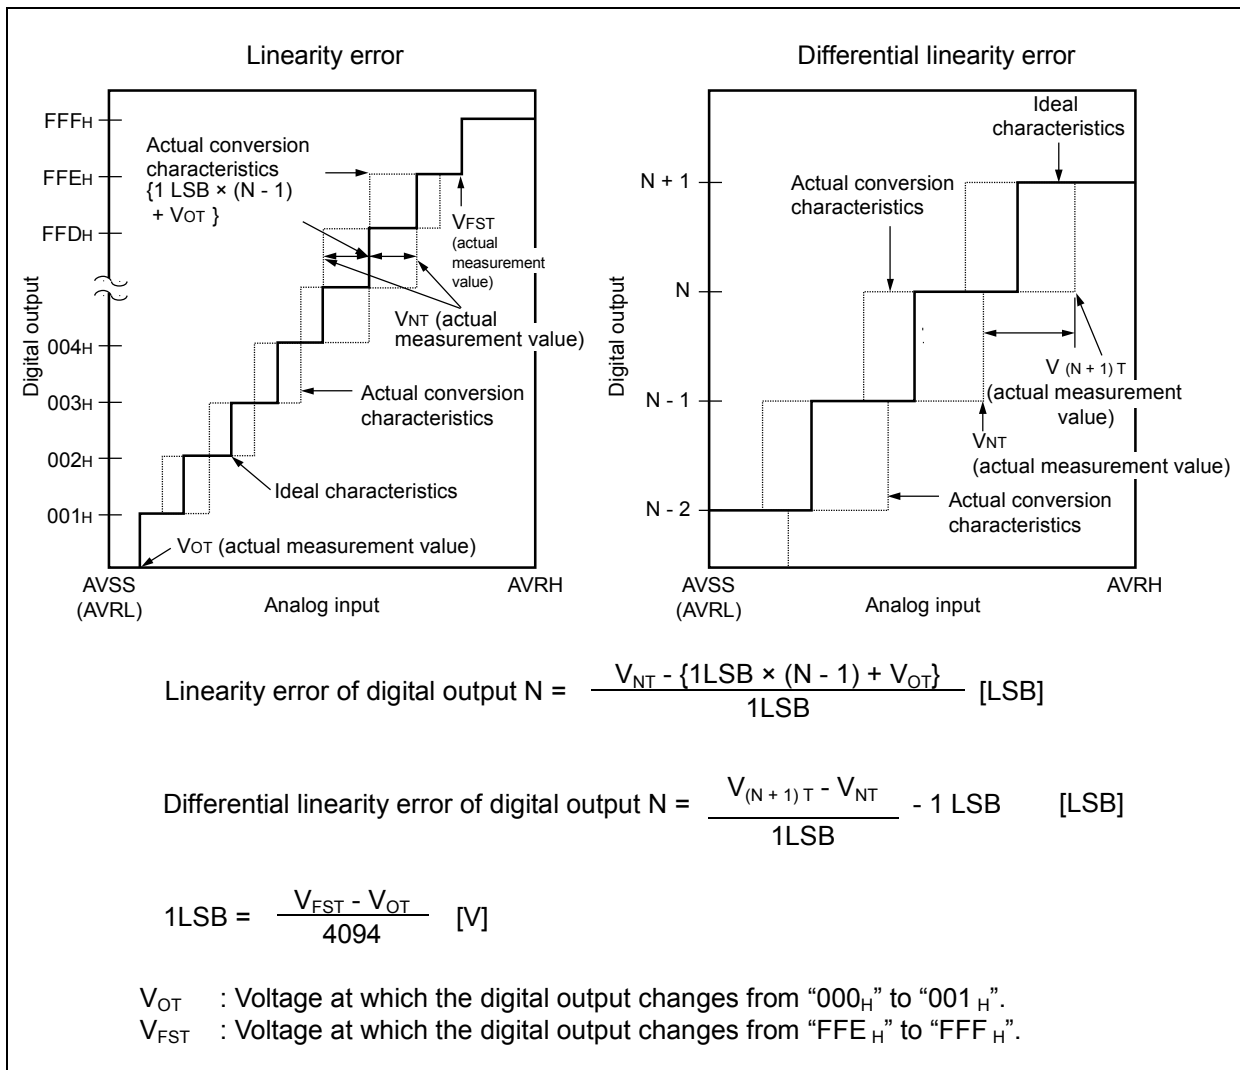 Linearity error
FFFH
FFEH
FFDH
004H
003H
002H
001H
Digital output
Actual conversion
characteristics
{1 LSB × (N - 1)
+ VOT }
VFST
(actual
measurement
value)
VNT (actual
measurement value)
Actual conversion
characteristics
Ideal characteristics
VOT (actual measurement value)
AVSS
(AVRL)
Analog input
AVRH
Differential linearity error
N + 1
N
N - 1
N - 2
Digital output
Ideal
characteristics
Actual conversion
characteristics
V (N + 1) T
(actual measurement
value)
VNT
(actual measurement value)
Actual conversion
characteristics
AVSS
(AVRL)
Analog input
AVRH
Linearity error of digital output N = VNT - {1LSB × (N - 1) + VOT} [LSB]
1LSB
Differential linearity error of digital output N = V(N + 1) T - VNT - 1 LSB [LSB]
1LSB
1LSB = VFST - VOT [V]
4094
VOT : Voltage at which the digital output changes from “000H” to “001 H”.
VFST : Voltage at which the digital output changes from “FFE H” to “FFF H”.